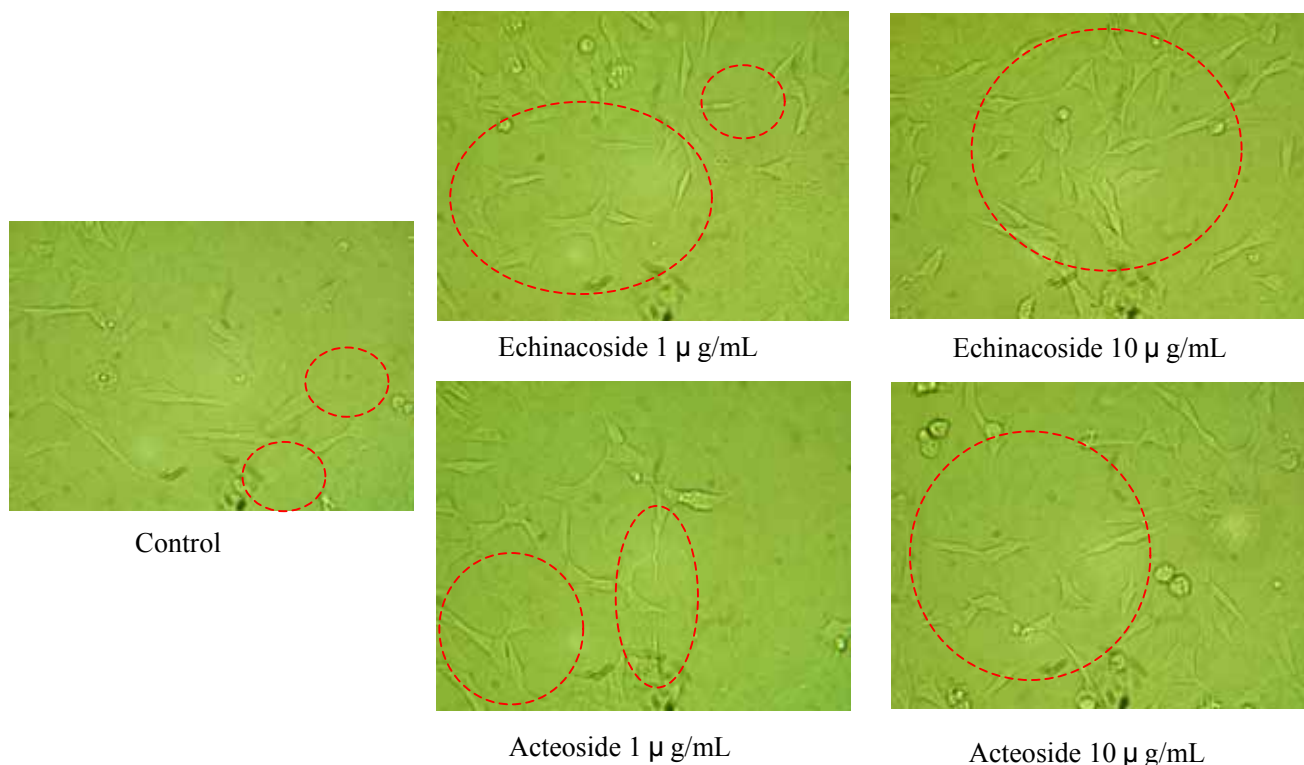 Echinacoside 1 μ g/mL
Echinacoside 10 μ g/mL
Control
Acteoside 1 μ g/mL
Acteoside 10 μ g/mL